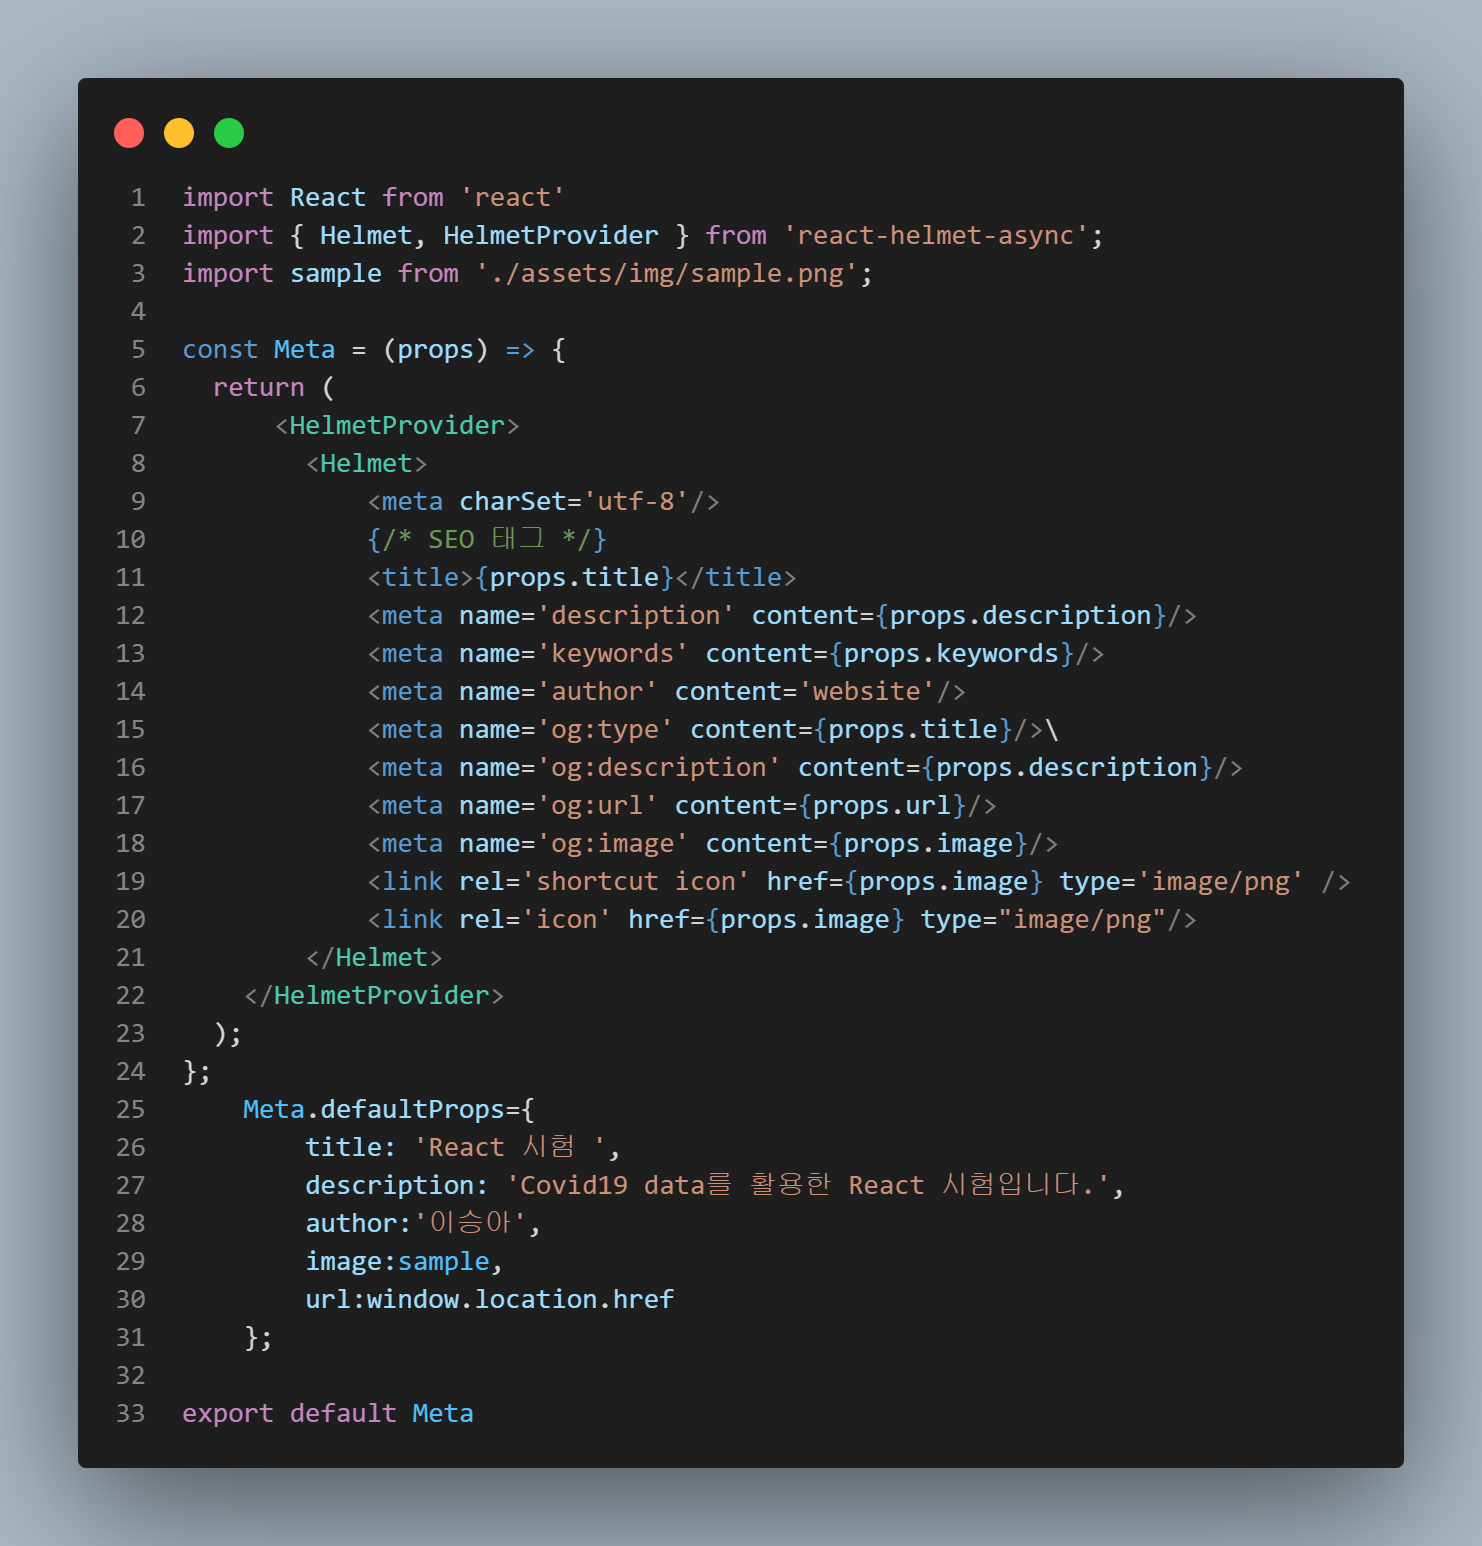 1 import React from 'react'
2 import { Helmet, HelmetProvider } from 'react-helmet-async';
3 import sample from './assets/img/sample.png';
4
5 const Meta = (props) => {
6   return (
7       <HelmetProvider>
8         <Helmet>
9             <meta charSet='utf-8'/>
10             {/* SEO 태그 */}
11             <title>{props.title}</title>
12             <meta name='description' content={props.description}/>
13             <meta name='keywords' content={props.keywords}/>
14             <meta name='author' content='website'/>
15             <meta name='og:type' content={props.title}/>\
16             <meta name='og:description' content={props.description}/>
17             <meta name='og:url' content={props.url}/>
18             <meta name='og:image' content={props.image}/>
19             <link rel='shortcut icon' href={props.image} type='image/png' />
20             <link rel='icon' href={props.image} type="image/png"/>
21         </Helmet>
22     </HelmetProvider>
23   );
24 };
25     Meta.defaultProps={
26         title: 'React 시험 ',
27         description: 'Covid19 data를 활용한 React 시험입니다.',
28         author:'이승아',
29         image:sample,
30         url:window.location.href
31     };
32
33 export default Meta